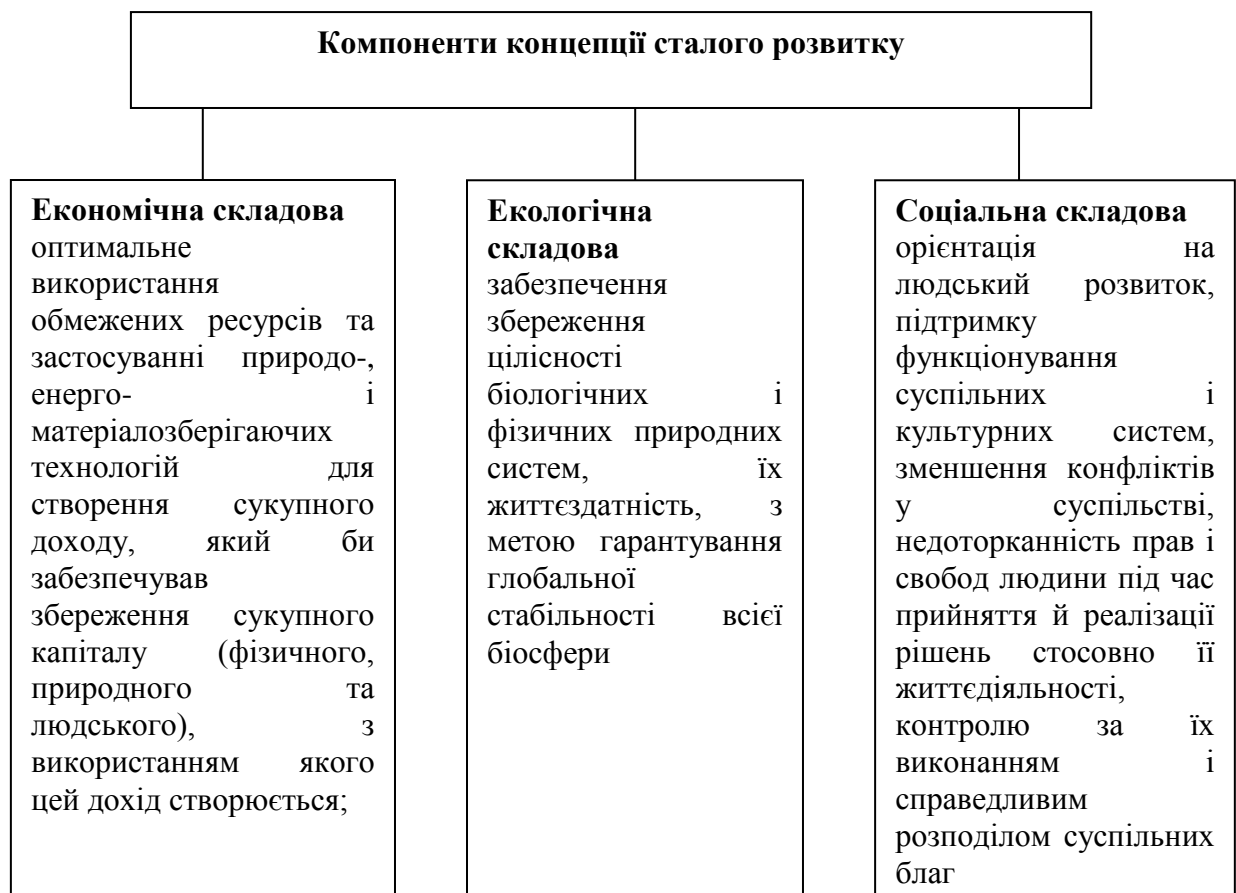 Компоненти концепції сталого розвитку
Економічна складова
оптимальне
використання
обмежених ресурсів та
застосуванні природо-,
енерго- і
матеріалозберігаючих
технологій для
створення сукупного
доходу, який би
забезпечував
збереження сукупного
капіталу (фізичного,
природного та
людського), з
використанням якого
цей дохід створюється;
Екологічна
складова
забезпечення
збереження
цілісності
біологічних і
фізичних природних
систем, їх
життєздатність, з
метою гарантування
глобальної
стабільності всієї
біосфери
Соціальна складова
орієнтація на
людський розвиток,
підтримку
функціонування
суспільних і
культурних систем,
зменшення конфліктів
у суспільстві,
недоторканність прав і
свобод людини під час
прийняття й реалізації
рішень стосовно її
життєдіяльності,
контролю за їх
виконанням і
справедливим
розподілом суспільних
благ